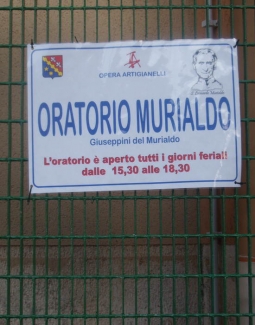 OPERA ARTIGIANELLI
ORATORIO MURIALDO
Giuseppini del Murialdo
L'oratorio è aperto tutti i giorni feriali
dalle 15,30 alle 18,30